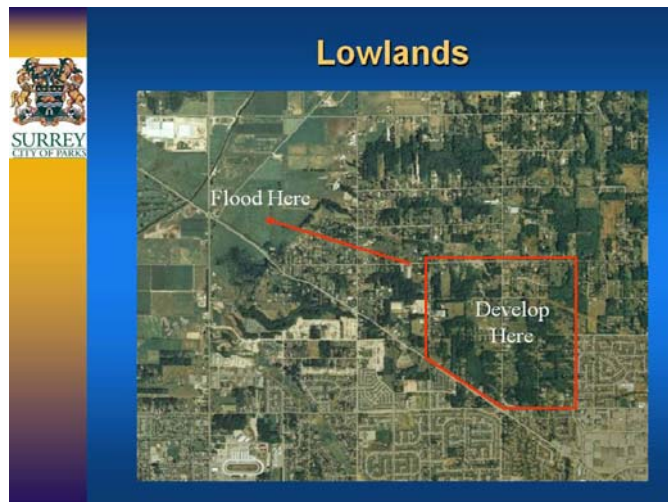 Lowlands
SURREY
CITY OF PARKS
Flood Here
Develop
Here